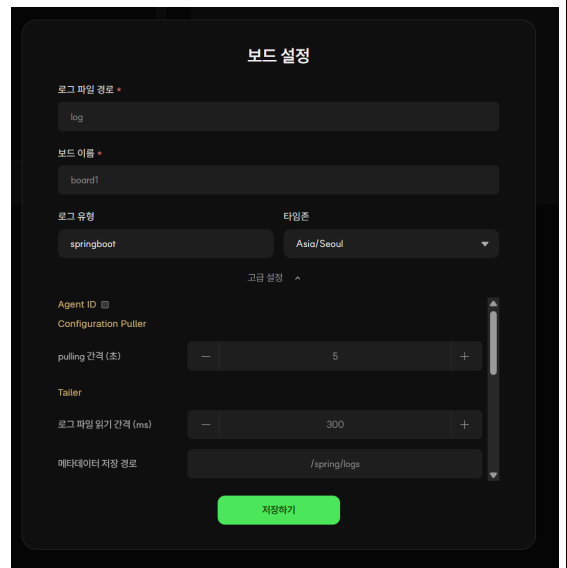 보드 설정
로그 파일 경로 *
log
보드 이름 *
board1
로그 유형 타임존
springboot Asia/Seoul
고급 설정
Agent ID
Configuration Puller
pulling 간격 (초) − 5 +
Tailer
로그 파일 읽기 간격 (ms) − 300 +
메타데이터 저장 경로 /spring/logs
저장하기